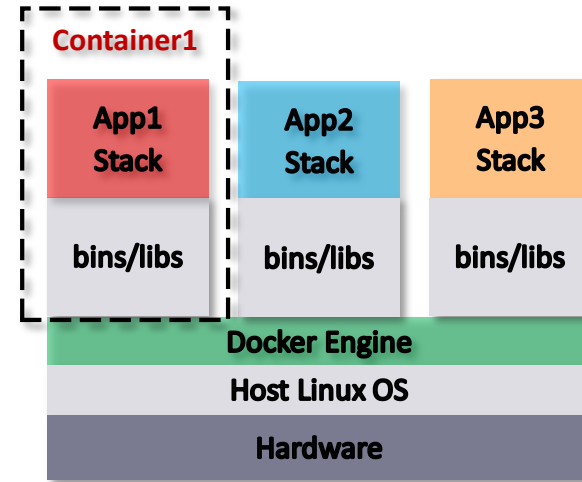 Container1
App1
Stack
App2
Stack
App3
Stack
bins/libs
bins/libs
bins/libs
Docker Engine
Host Linux OS
Hardware